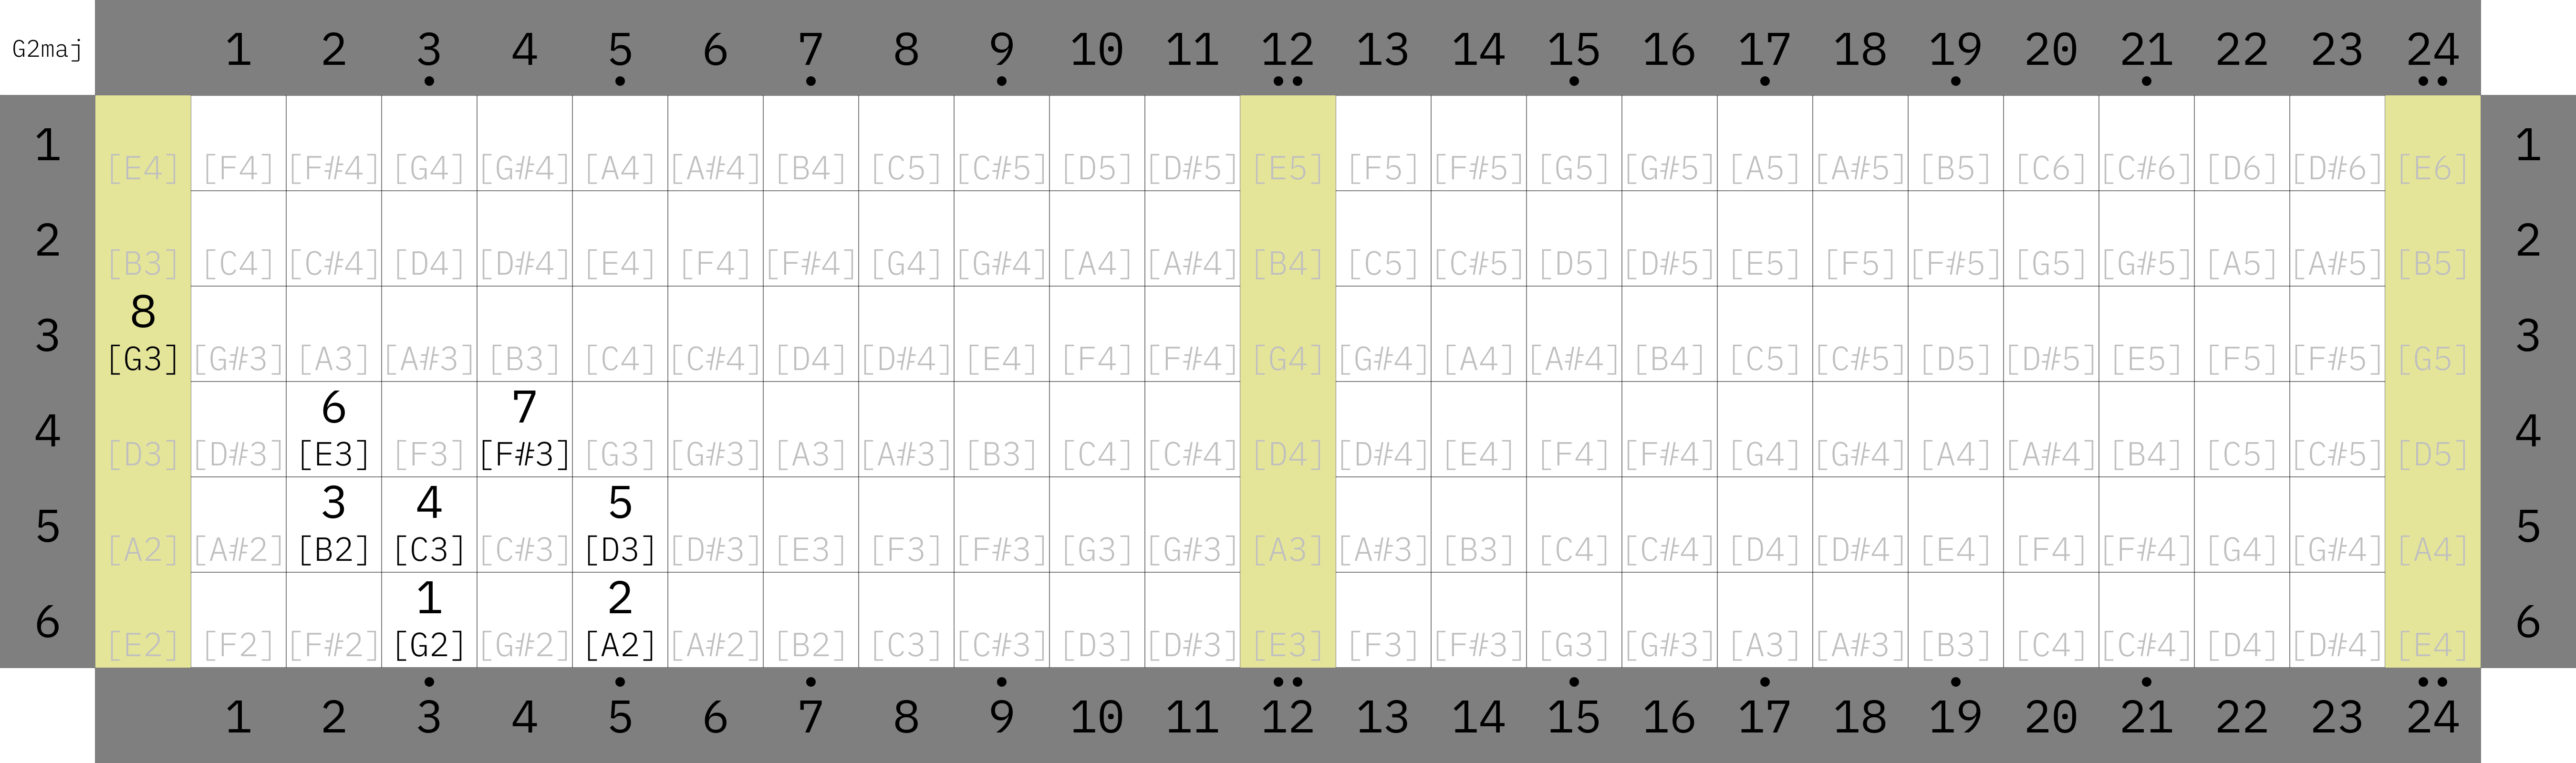 G2maj 1 2 3 4 5 6 7 8 9 10 11 12 13 14 15 16 17 18 19 20 21 22 23 24
1 [E4] [F4] [F#4] [G4] [G#4] [A4] [A#4] [B4] [C5] [C#5] [D5] [D#5] [E5] [F5] [F#5] [G5] [G#5] [A5] [A#5] [B5] [C6] [C#6] [D6] [D#6] [E6] 1
2 [B3] [C4] [C#4] [D4] [D#4] [E4] [F4] [F#4] [G4] [G#4] [A4] [A#4] [B4] [C5] [C#5] [D5] [D#5] [E5] [F5] [F#5] [G5] [G#5] [A5] [A#5] [B5] 2
8
3 [G3] [G#3] [A3] [A#3] [B3] [C4] [C#4] [D4] [D#4] [E4] [F4] [F#4] [G4] [G#4] [A4] [A#4] [B4] [C5] [C#5] [D5] [D#5] [E5] [F5] [F#5] [G5] 3
6 7
4 [D3] [D#3] [E3] [F3] [F#3] [G3] [G#3] [A3] [A#3] [B3] [C4] [C#4] [D4] [D#4] [E4] [F4] [F#4] [G4] [G#4] [A4] [A#4] [B4] [C5] [C#5] [D5] 4
3 4 5
5 [A2] [A#2] [B2] [C3] [C#3] [D3] [D#3] [E3] [F3] [F#3] [G3] [G#3] [A3] [A#3] [B3] [C4] [C#4] [D4] [D#4] [E4] [F4] [F#4] [G4] [G#4] [A4] 5
1 2
6 [E2] [F2] [F#2] [G2] [G#2] [A2] [A#2] [B2] [C3] [C#3] [D3] [D#3] [E3] [F3] [F#3] [G3] [G#3] [A3] [A#3] [B3] [C4] [C#4] [D4] [D#4] [E4] 6
1 2 3 4 5 6 7 8 9 10 11 12 13 14 15 16 17 18 19 20 21 22 23 24